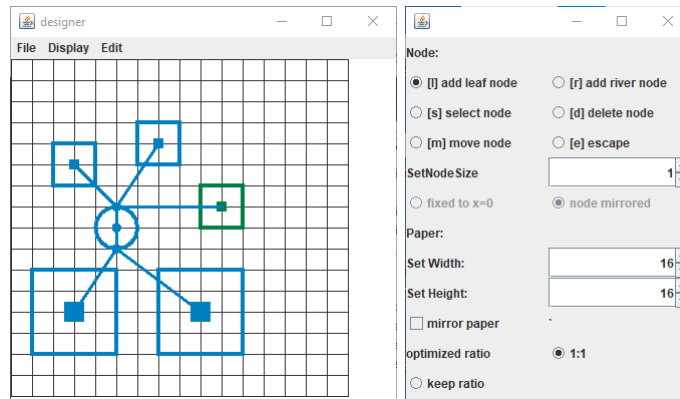 designer
File Display Edit
Node:
[l] add leaf node
[r] add river node
[s] select node
[d] delete node
[m] move node
[e] escape
SetNodeSize
1
fixed to x=0
node mirrored
Paper:
Set Width:
16
Set Height:
16
mirror paper
`
optimized ratio
1:1
keep ratio